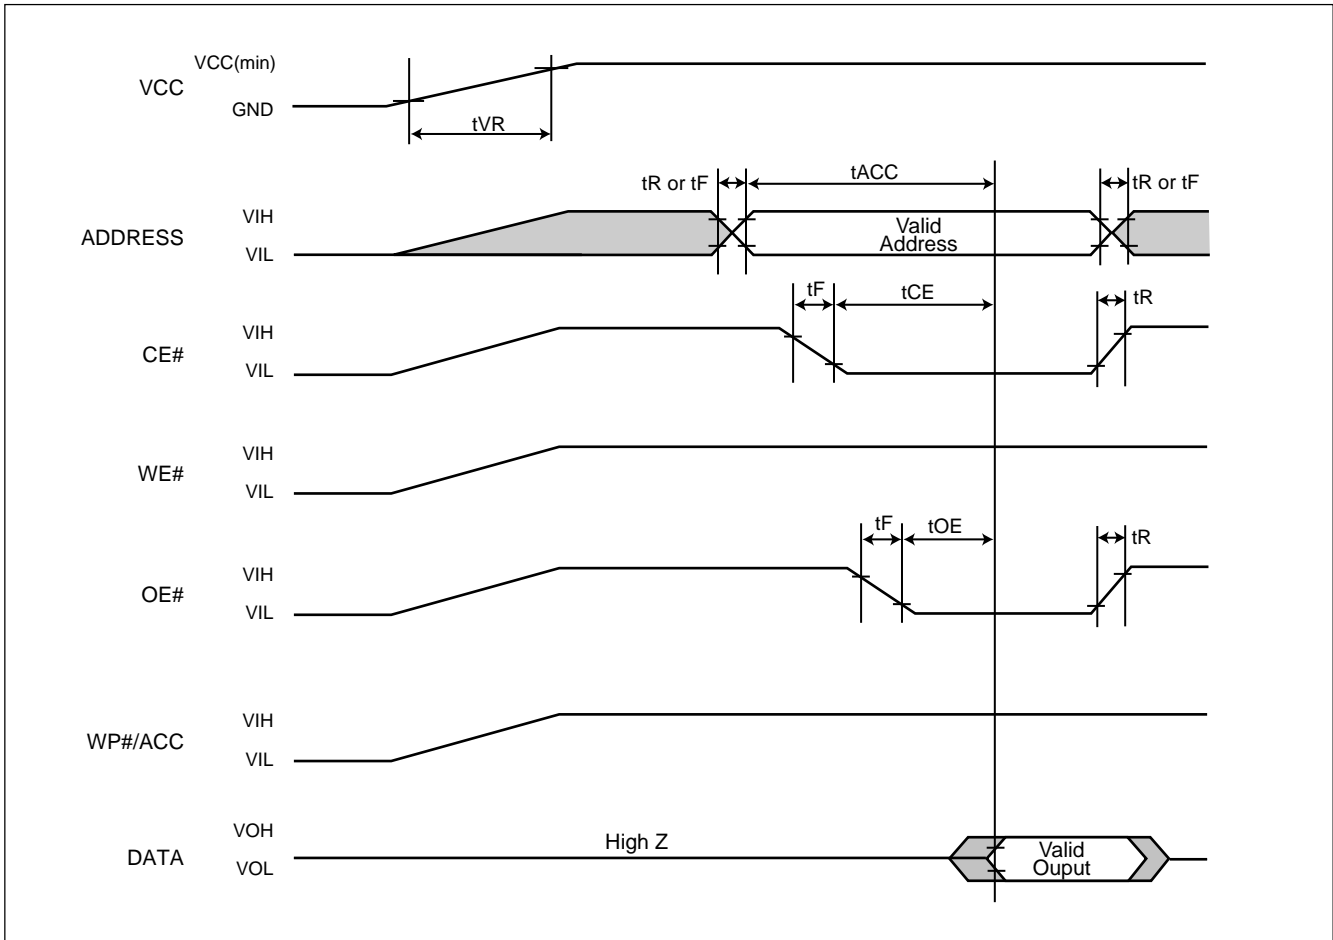 VCC(min)
VCC
GND
tVR
tR or tF
tACC
tR or tF
VIH
ADDRESS
VIL
Valid
Address
tF
tCE
tR
VIH
CE#
VIL
VIH
WE#
VIL
tF
tOE
tR
VIH
OE#
VIL
VIH
WP#/ACC
VIL
VOH
DATA
VOL
High Z
Valid
Ouput